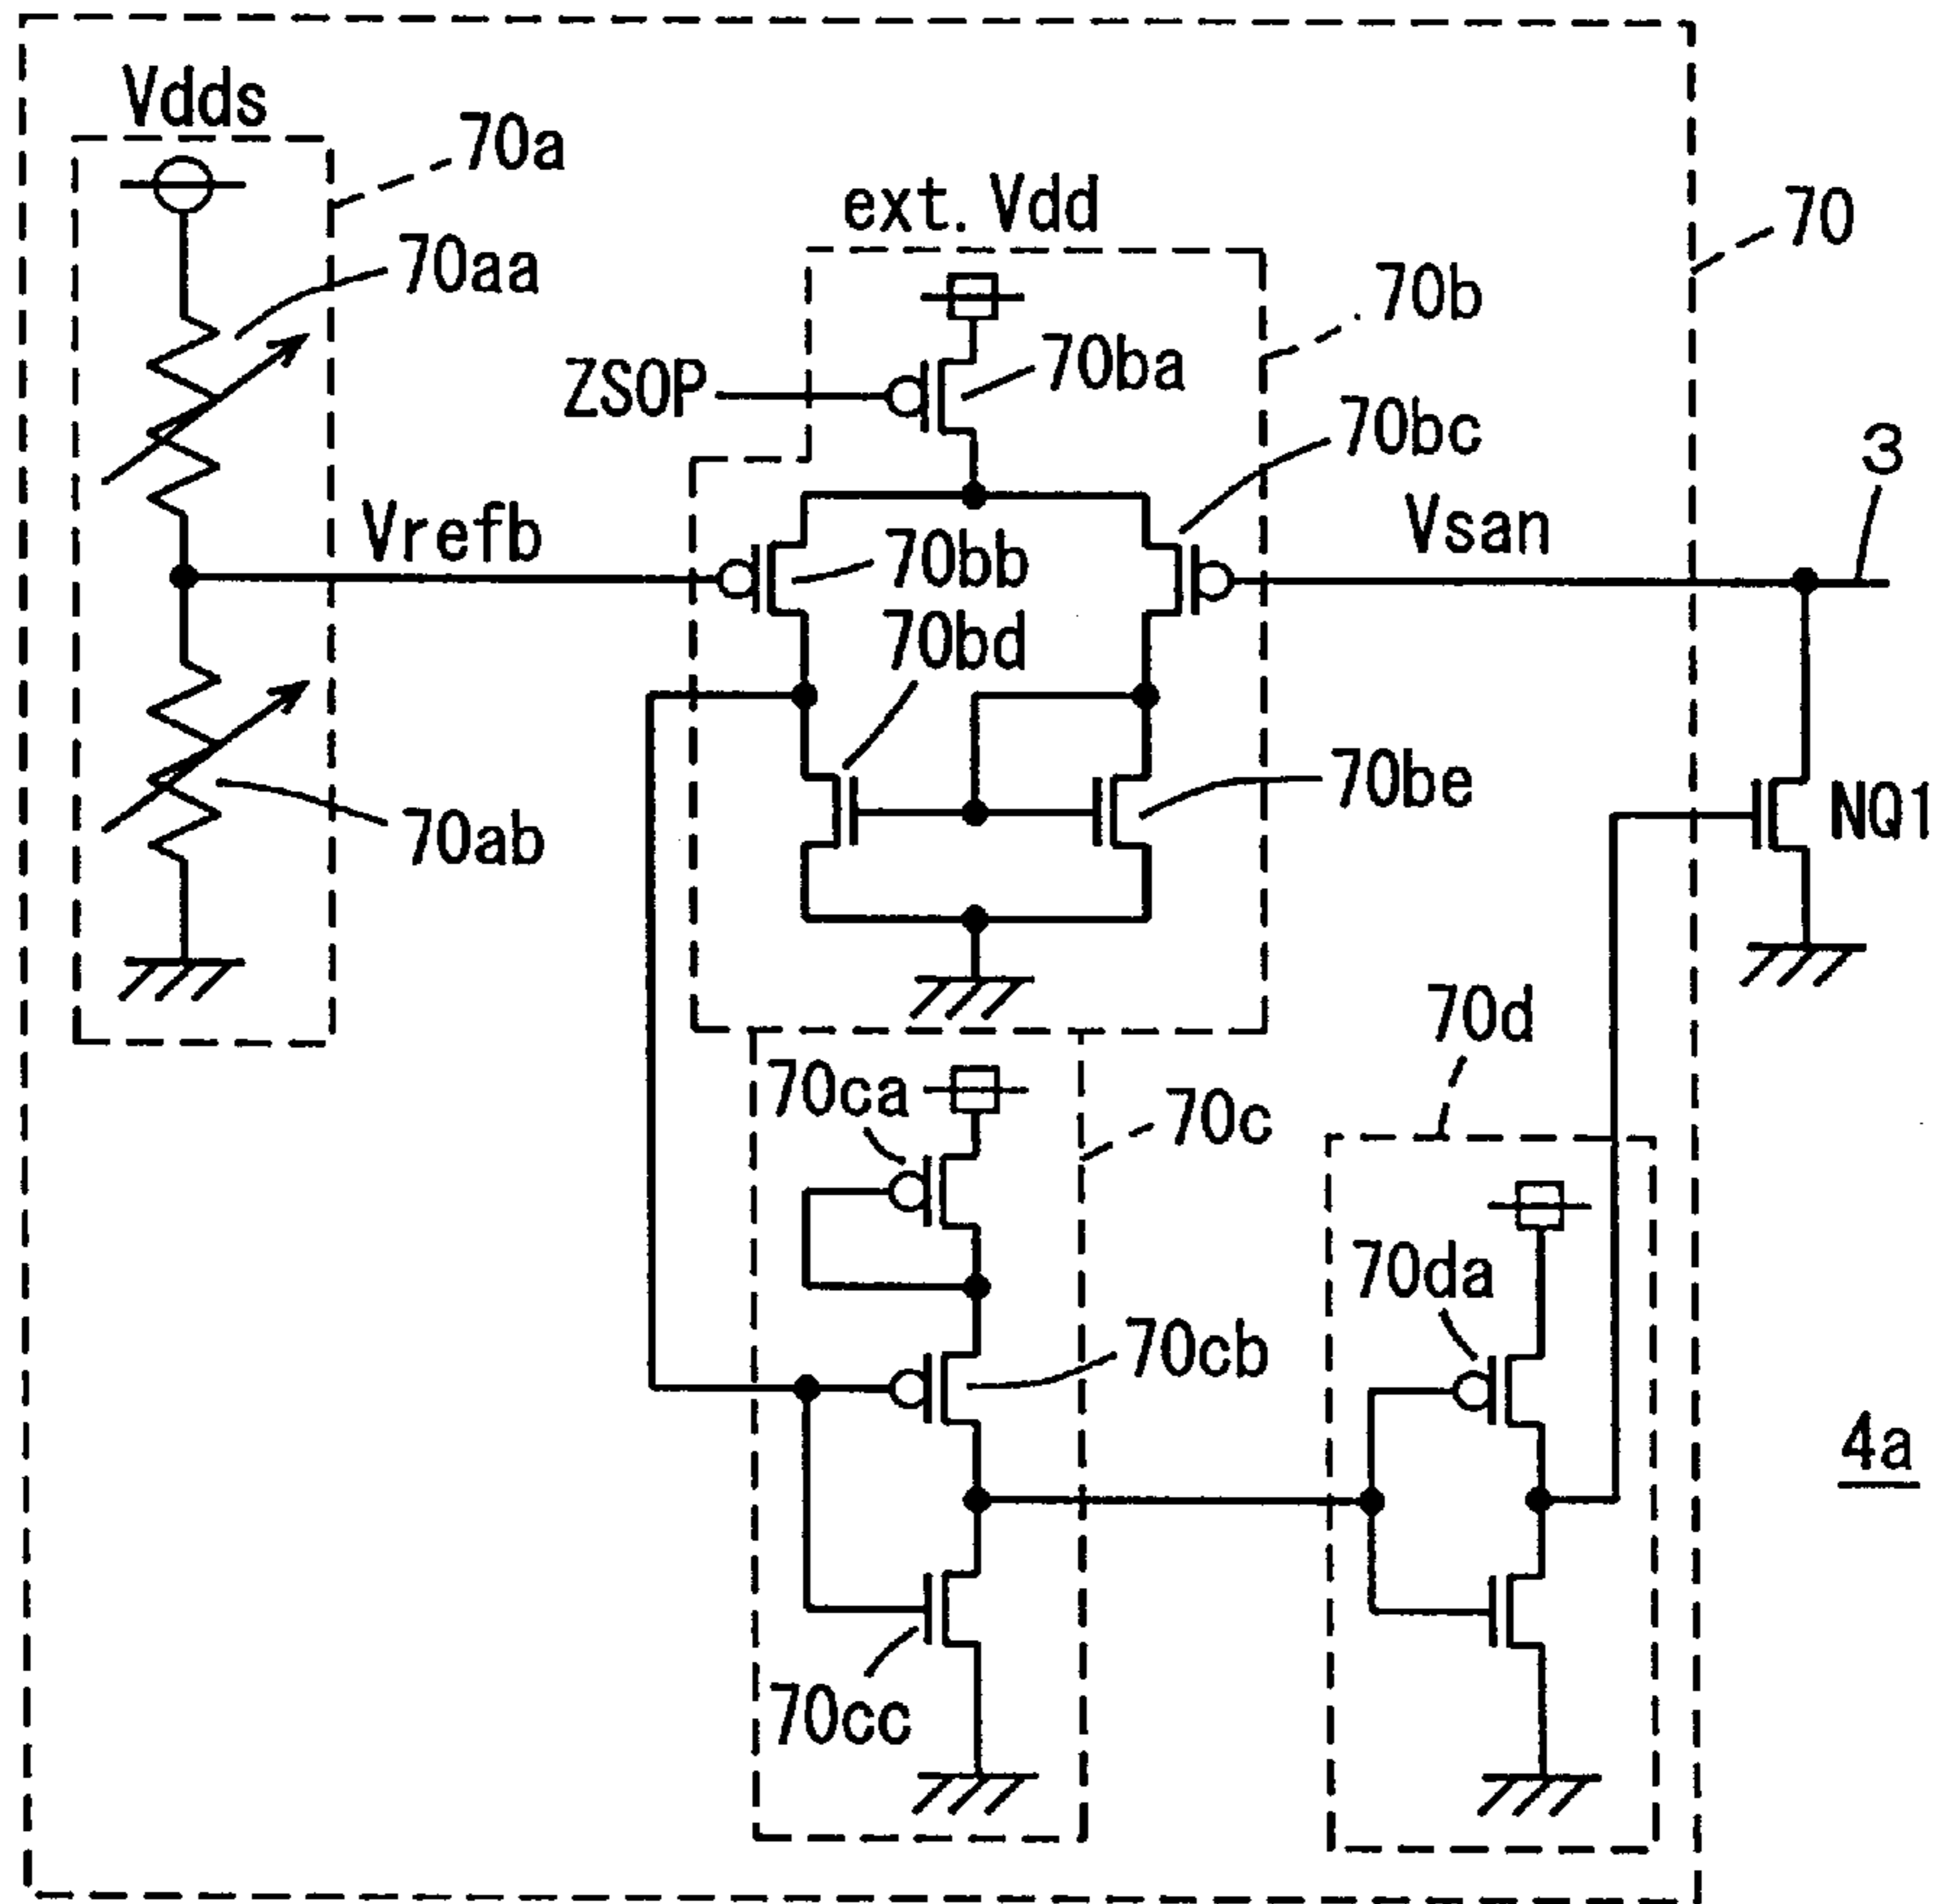 Vdds
70a
ext.Vdd
70
70aa
70b
ZSOP
70ba
70bc
3
Vrefb
70bb
Vsan
70bd
70be
NQ1
70ab
70d
70ca
70c
70da
70cb
4a
70cc